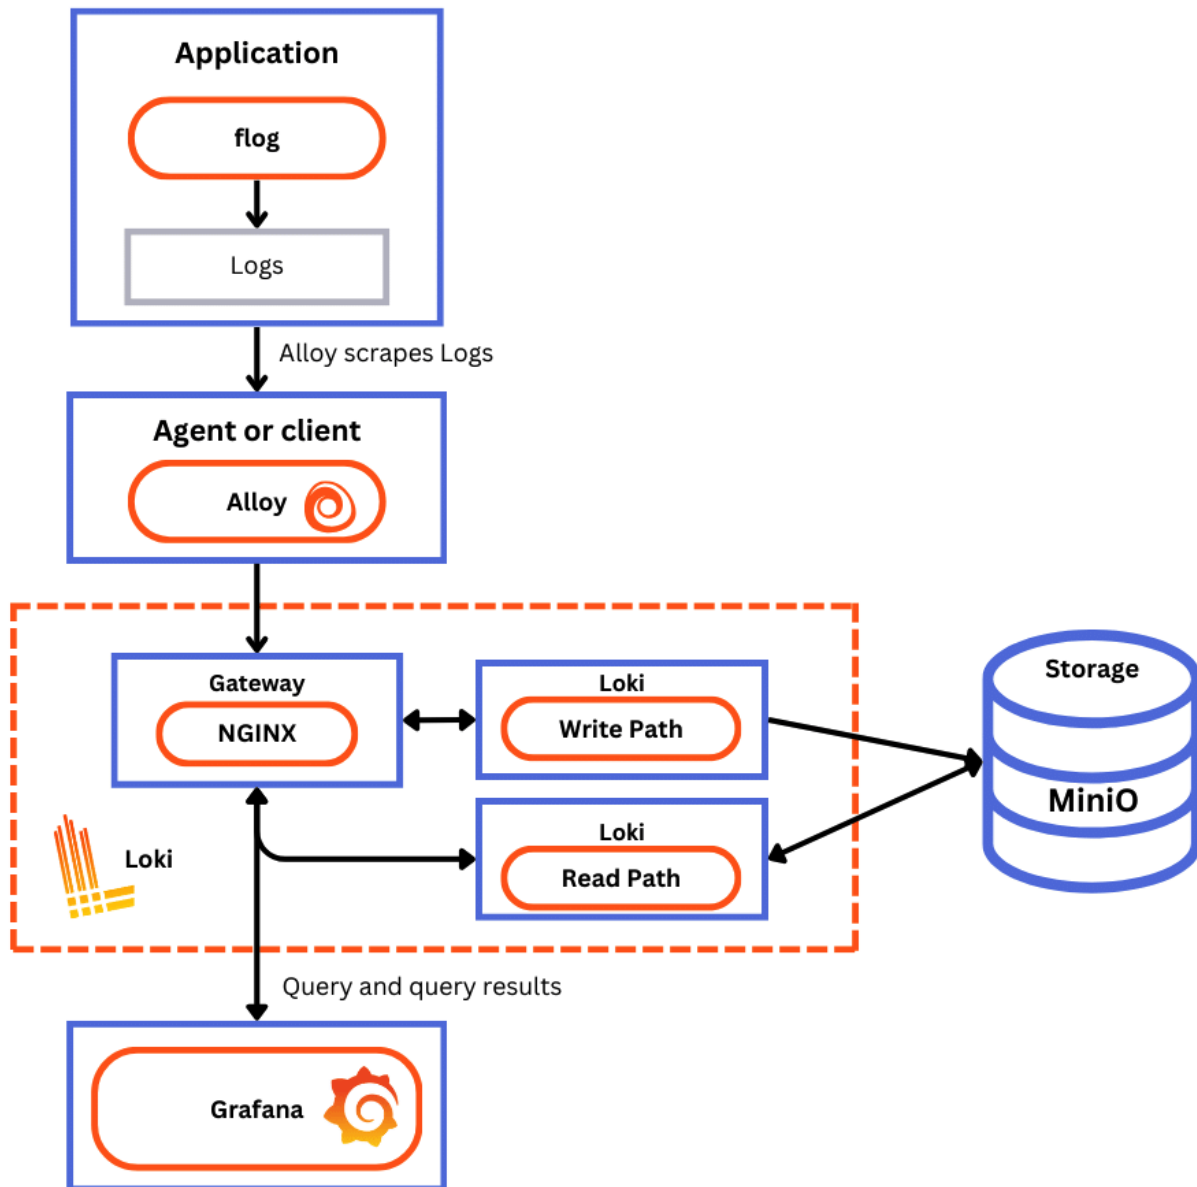 Application
flog
Logs
Alloy scrapes Logs
Agent or client
Alloy
Gateway
NGINX
Loki
Write Path
Storage
MiniO
Loki
Read Path
Loki
Query and query results
Grafana